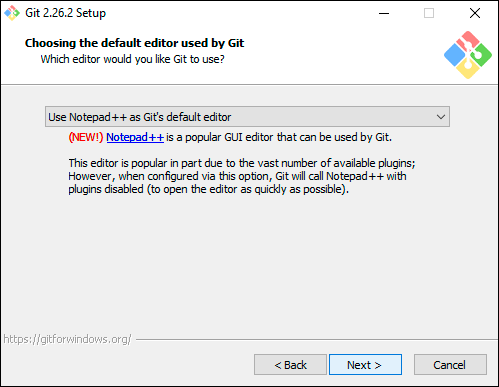 Git 2.26.2 Setup
Choosing the default editor used by Git
Which editor would you like Git to use?
Use Notepad++ as Git's default editor
(NEW!) Notepad++ is a popular GUI editor that can be used by Git.
This editor is popular in part due to the vast number of available plugins;
However, when configured via this option, Git will call Notepad++ with
plugins disabled (to open the editor as quickly as possible).
https://gitforwindows.org/
< Back
Next >
Cancel